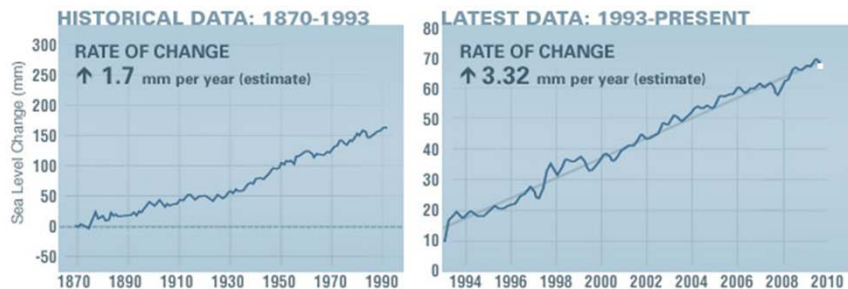 HISTORICAL DATA: 1870-1993
RATE OF CHANGE
↑ 1.7 mm per year (estimate)
Sea Level Change (mm)
300
250
200
150
100
50
0
-50
1870 1890 1910 1930 1950 1970 1990
LATEST DATA: 1993-PRESENT
RATE OF CHANGE
↑ 3.32 mm per year (estimate)
80
70
60
50
40
30
20
10
0
1994 1996 1998 2000 2002 2004 2006 2008 2010